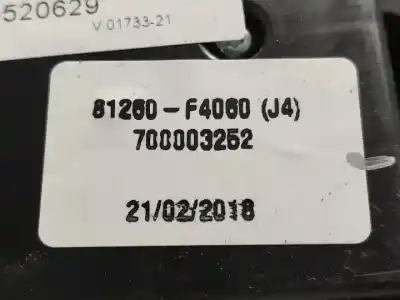 520629
V 01733-21
81260-F4060 (J4)
700003252
21/02/2018